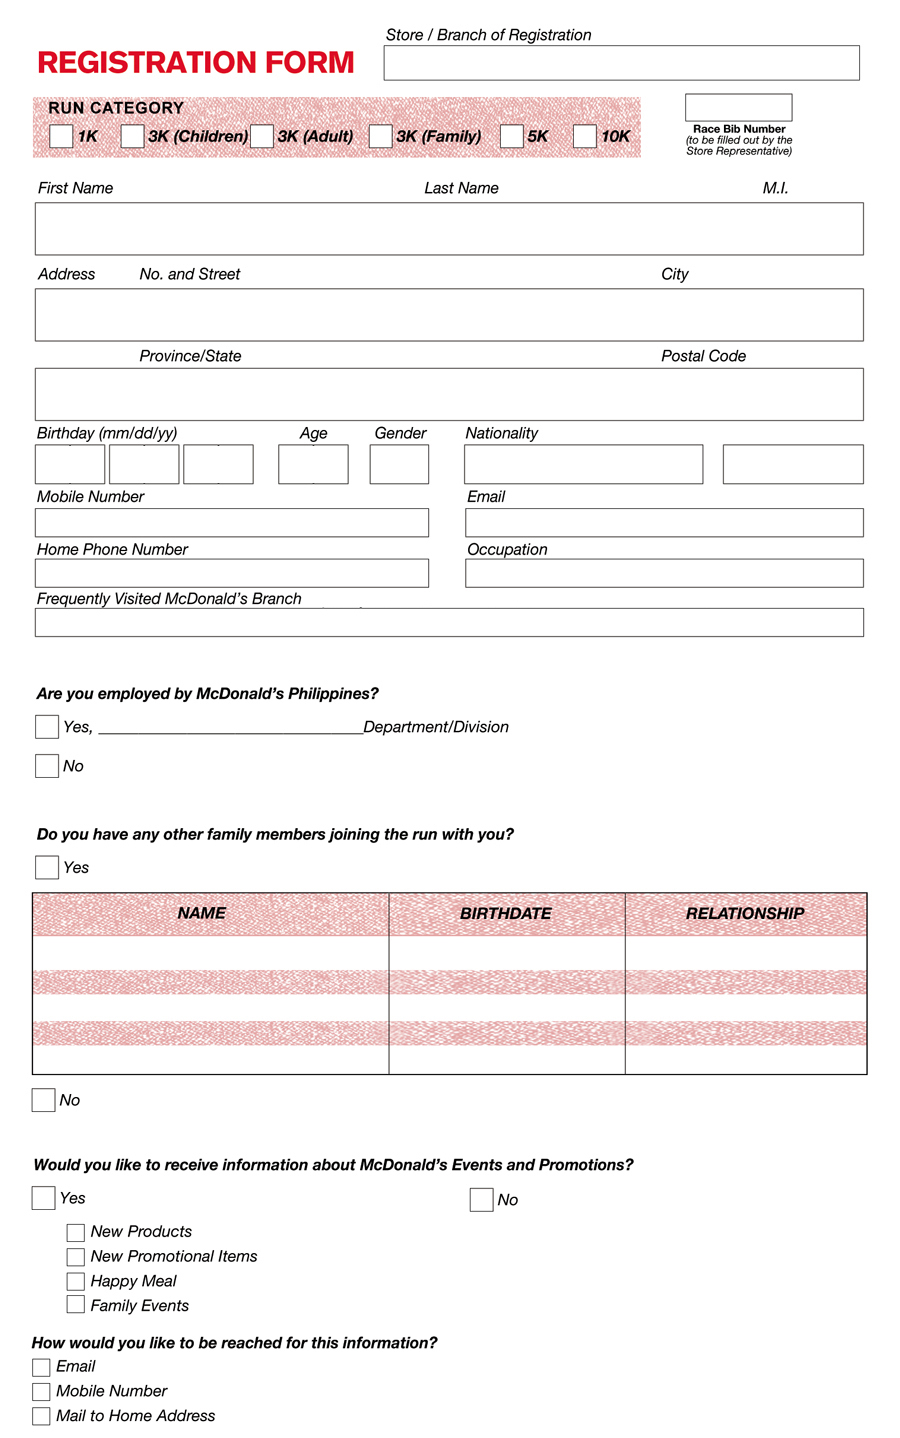 Store / Branch of Registration
REGISTRATION FORM
RUN CATEGORY
1K 3K (Children) 3K (Adult) 3K (Family) 5K 10K
Race Bib Number
(to be filled out by the
Store Representative)
First Name Last Name M.I.
Address No. and Street City
Province/State Postal Code
Birthday (mm/dd/yy) Age Gender Nationality
Mobile Number Email
Home Phone Number Occupation
Frequently Visited McDonald's Branch
Are you employed by McDonald's Philippines?
Yes, ______________________________Department/Division
No
Do you have any other family members joining the run with you?
Yes
NAME BIRTHDATE RELATIONSHIP
No
Would you like to receive information about McDonald's Events and Promotions?
Yes No
New Products
New Promotional Items
Happy Meal
Family Events
How would you like to be reached for this information?
Email
Mobile Number
Mail to Home Address